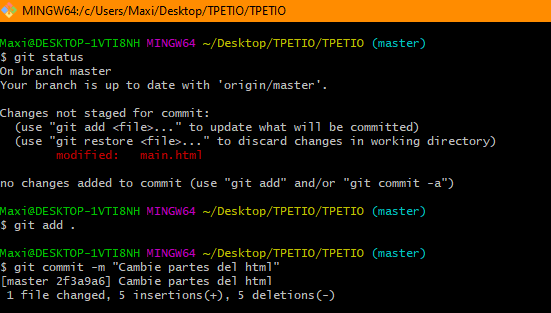 MINGW64:/c/Users/Maxi/Desktop/TPETIO/TPETIO
Maxi@DESKTOP-1VTI8NH MINGW64 ~/Desktop/TPETIO/TPETIO (master)
$ git status
On branch master
Your branch is up to date with 'origin/master'.
Changes not staged for commit:
(use "git add <file>..." to update what will be committed)
(use "git restore <file>..." to discard changes in working directory)
modified:   main.html
no changes added to commit (use "git add" and/or "git commit -a")
Maxi@DESKTOP-1VTI8NH MINGW64 ~/Desktop/TPETIO/TPETIO (master)
$ git add .
Maxi@DESKTOP-1VTI8NH MINGW64 ~/Desktop/TPETIO/TPETIO (master)
$ git commit -m "Cambie partes del html"
[master 2f3a9a6] Cambie partes del html
1 file changed, 5 insertions(+), 5 deletions(-)